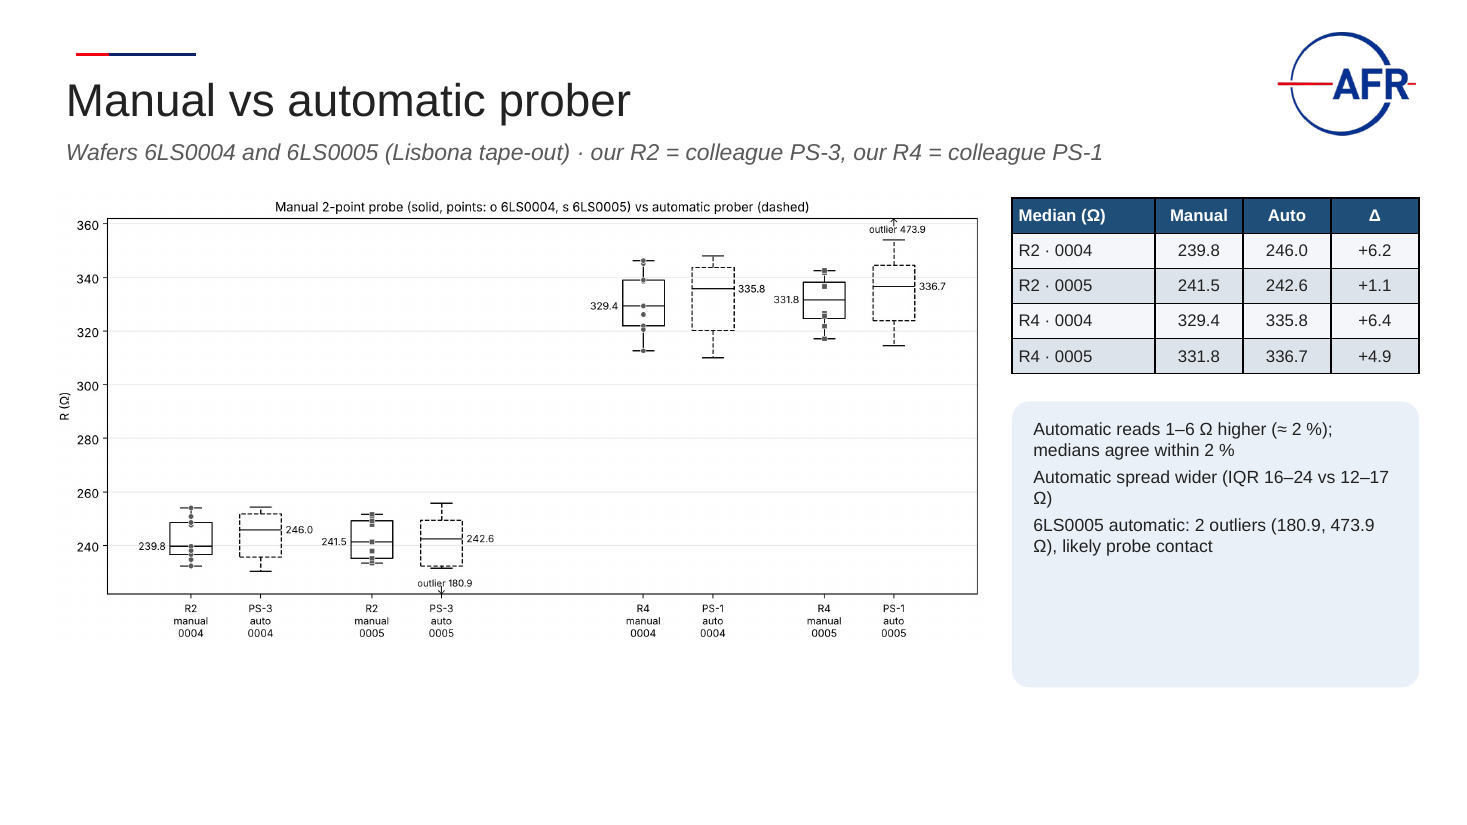 AFR
Manual vs automatic prober
Wafers 6LS0004 and 6LS0005 (Lisbona tape-out) · our R2 = colleague PS-3, our R4 = colleague PS-1
Manual 2-point probe (solid, points: o 6LS0004, s 6LS0005) vs automatic prober (dashed)
R (Ω)
360
340
320
300
280
260
240
239.8
246.0
241.5
242.6
outlier 180.9
329.4
335.8
331.8
336.7
outlier 473.9
R2
manual
0004
PS-3
auto
0004
R2
manual
0005
PS-3
auto
0005
R4
manual
0004
PS-1
auto
0004
R4
manual
0005
PS-1
auto
0005
Median (Ω) Manual Auto Δ
R2 · 0004 239.8 246.0 +6.2
R2 · 0005 241.5 242.6 +1.1
R4 · 0004 329.4 335.8 +6.4
R4 · 0005 331.8 336.7 +4.9
Automatic reads 1–6 Ω higher (≈ 2 %);
medians agree within 2 %
Automatic spread wider (IQR 16–24 vs 12–17
Ω)
6LS0005 automatic: 2 outliers (180.9, 473.9
Ω), likely probe contact